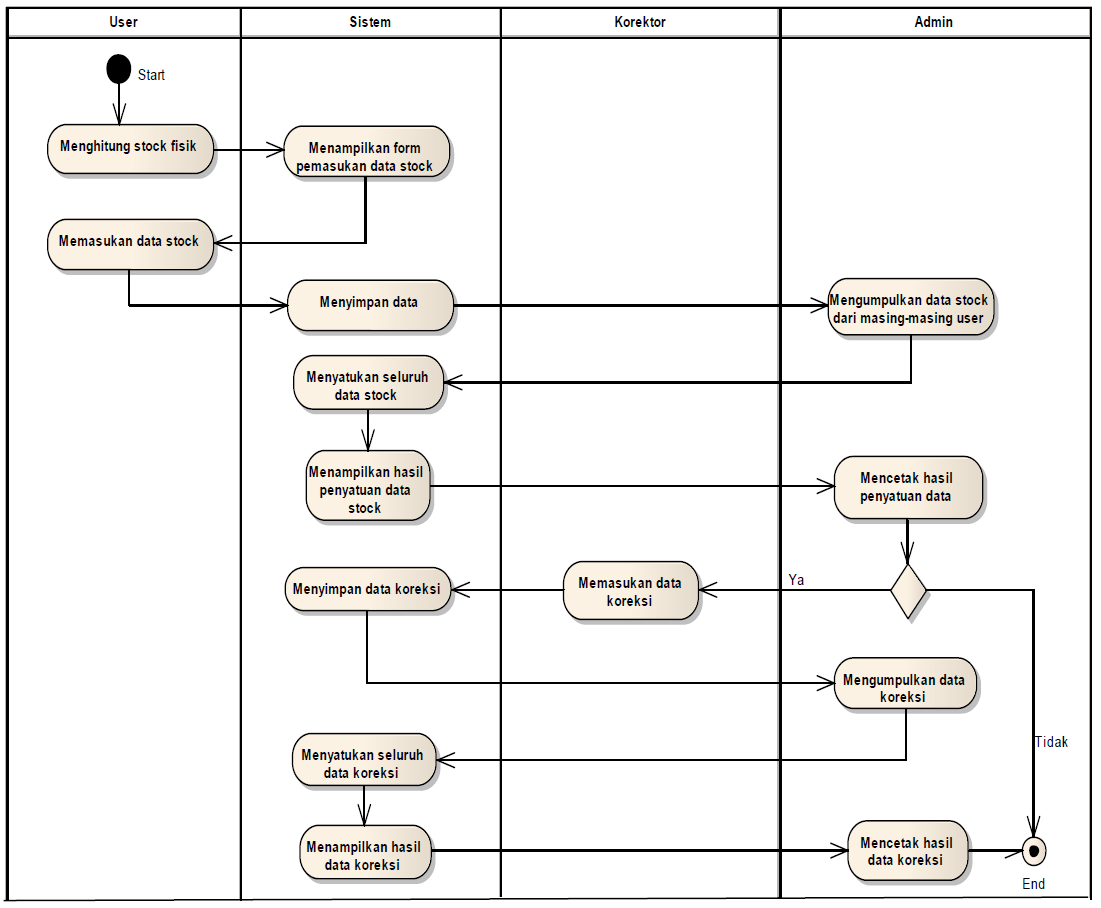 User
Sistem
Korektor
Admin
Start
Menghitung stock fisik
Menampilkan form
pemasukan data stock
Memasukan data stock
Menyimpan data
Mengumpulkan data stock
dari masing-masing user
Menyatukan seluruh
data stock
Menampilkan hasil
penyatuan data
stock
Mencetak hasil
penyatuan data
Ya
Memasukan data
koreksi
Menyimpan data koreksi
Mengumpulkan data
koreksi
Tidak
Menyatukan seluruh
data koreksi
Menampilkan hasil
data koreksi
Mencetak hasil
data koreksi
End